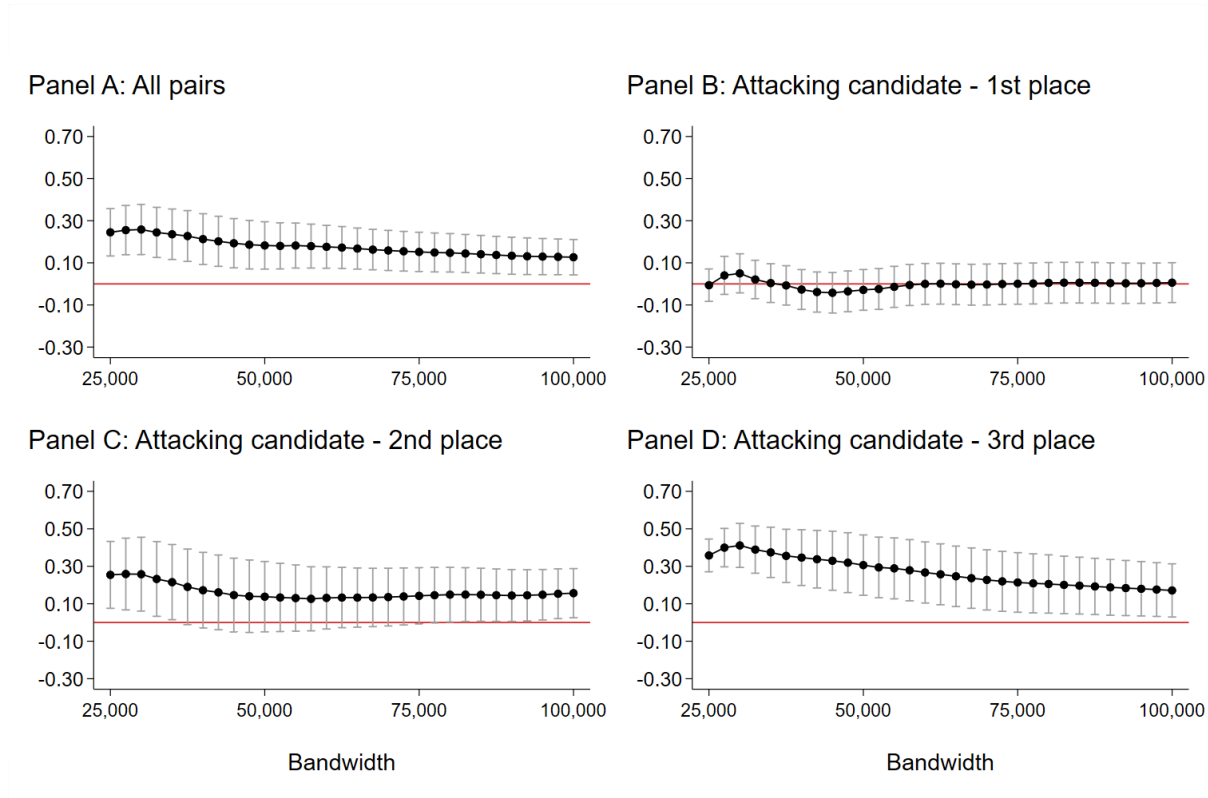 Panel A: All pairs
0.70
0.50
0.30
0.10
-0.10
-0.30
25,000 50,000 75,000 100,000
Panel B: Attacking candidate - 1st place
0.70
0.50
0.30
0.10
-0.10
-0.30
25,000 50,000 75,000 100,000
Panel C: Attacking candidate - 2nd place
0.70
0.50
0.30
0.10
-0.10
-0.30
25,000 50,000 75,000 100,000
Bandwidth
Panel D: Attacking candidate - 3rd place
0.70
0.50
0.30
0.10
-0.10
-0.30
25,000 50,000 75,000 100,000
Bandwidth